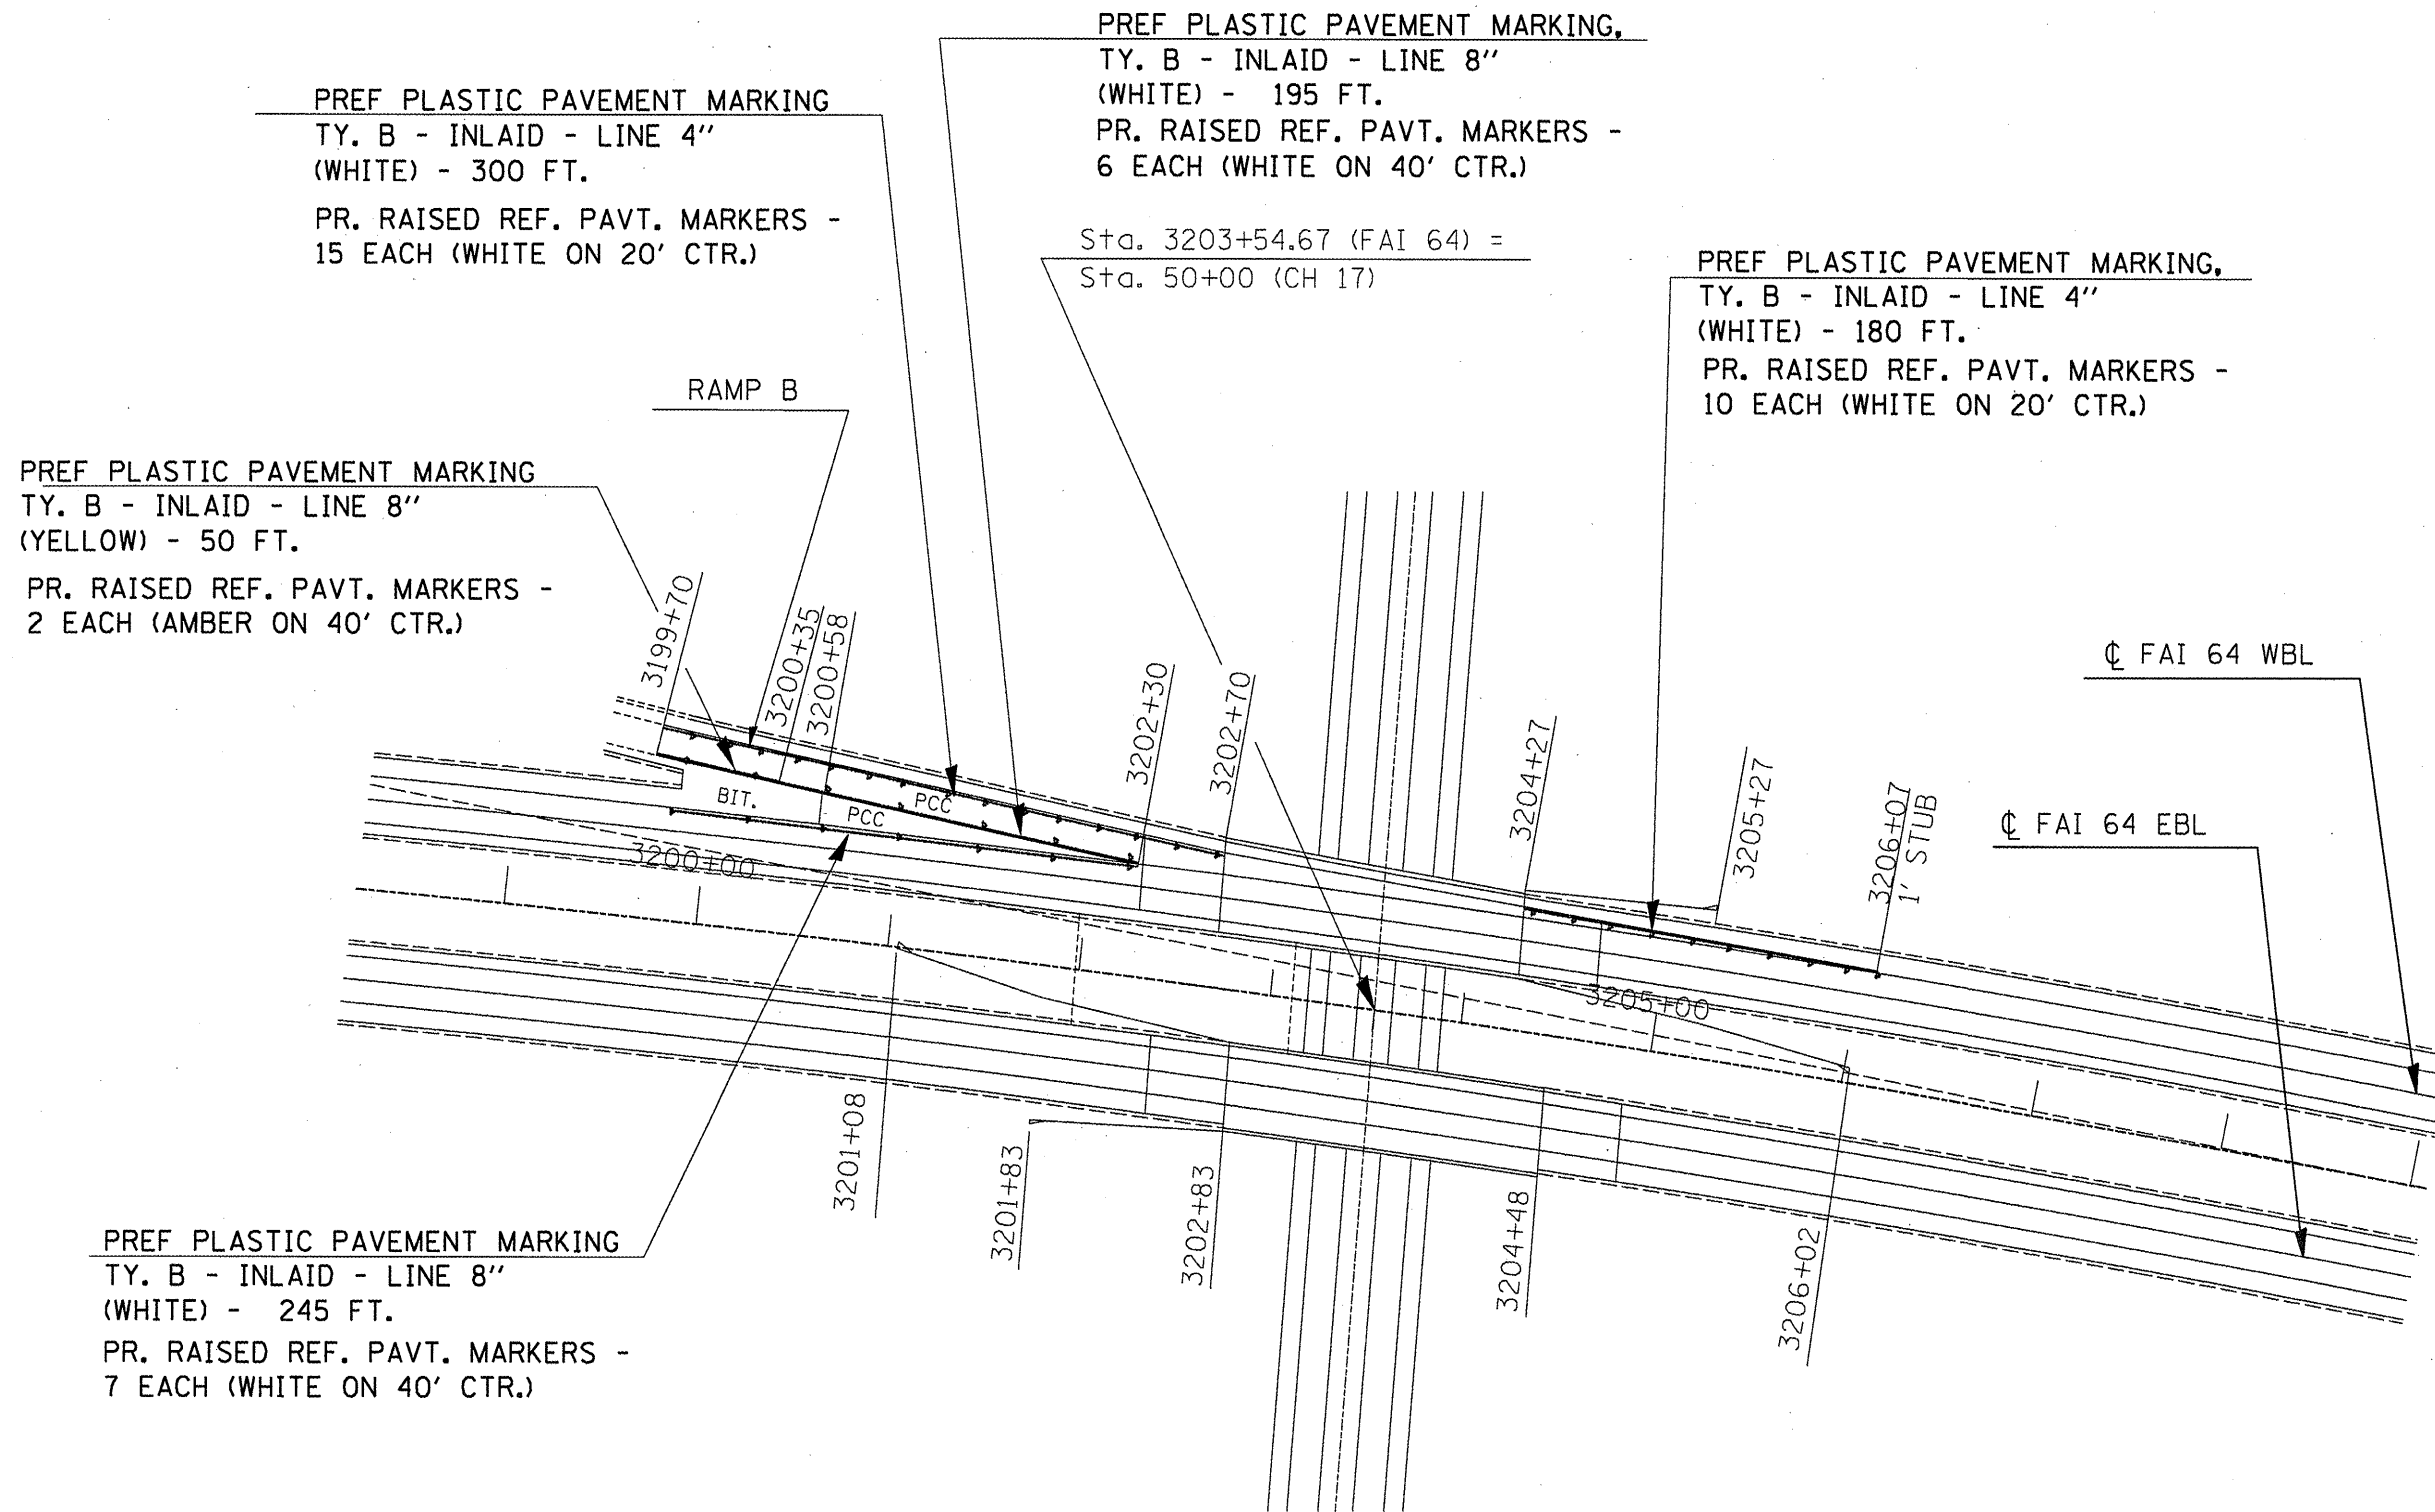 PREF PLASTIC PAVEMENT MARKING,
TY. B - INLAID - LINE 8"
(WHITE) - 195 FT.
PR. RAISED REF. PAVT. MARKERS -
6 EACH (WHITE ON 40' CTR.)
PREF PLASTIC PAVEMENT MARKING
TY. B - INLAID - LINE 4"
(WHITE) - 300 FT.
PR. RAISED REF. PAVT. MARKERS -
15 EACH (WHITE ON 20' CTR.)
Sta. 3203+54.67 (FAI 64) =
Sta. 50+00 (CH 17)
PREF PLASTIC PAVEMENT MARKING,
TY. B - INLAID - LINE 4"
(WHITE) - 180 FT.
PR. RAISED REF. PAVT. MARKERS -
10 EACH (WHITE ON 20' CTR.)
RAMP B
PREF PLASTIC PAVEMENT MARKING
TY. B - INLAID - LINE 8"
(YELLOW) - 50 FT.
PR. RAISED REF. PAVT. MARKERS -
2 EACH (AMBER ON 40' CTR.)
3199+70
3200+35
3200+58
3202+30
3202+70
3204+27
3205+27
3206+07
1' STUB
℄ FAI 64 WBL
℄ FAI 64 EBL
BIT.
PCC
PCC
3200+00
3205+00
3201+08
3201+83
3202+83
3204+48
3206+02
PREF PLASTIC PAVEMENT MARKING
TY. B - INLAID - LINE 8"
(WHITE) - 245 FT.
PR. RAISED REF. PAVT. MARKERS -
7 EACH (WHITE ON 40' CTR.)